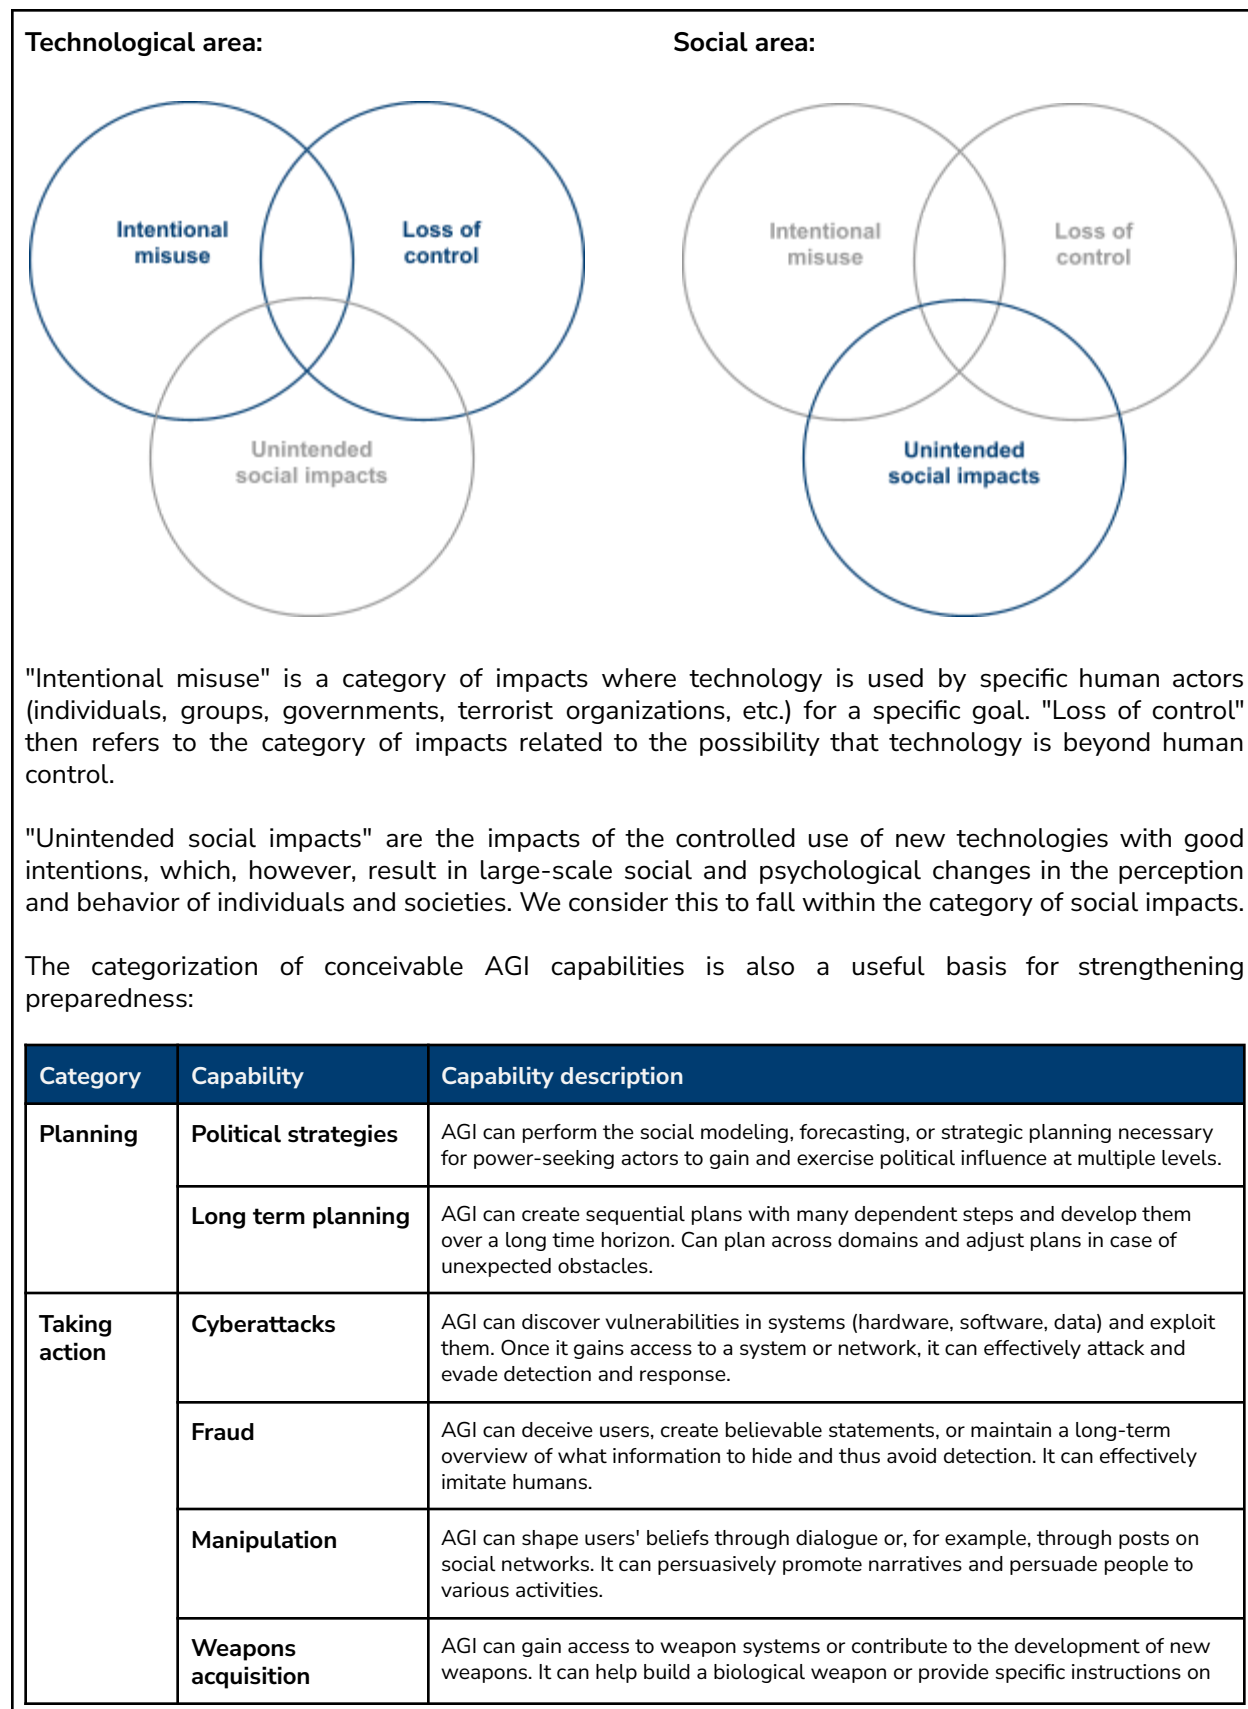 Technological area:
Social area:
Intentional
misuse
Loss of
control
Unintended
social impacts
Intentional
misuse
Loss of
control
Unintended
social impacts
"Intentional misuse" is a category of impacts where technology is used by specific human actors
(individuals, groups, governments, terrorist organizations, etc.) for a specific goal. "Loss of control"
then refers to the category of impacts related to the possibility that technology is beyond human
control.
"Unintended social impacts" are the impacts of the controlled use of new technologies with good
intentions, which, however, result in large-scale social and psychological changes in the perception
and behavior of individuals and societies. We consider this to fall within the category of social impacts.
The categorization of conceivable AGI capabilities is also a useful basis for strengthening
preparedness:
Category
Capability
Capability description
Planning
Political strategies
AGI can perform the social modeling, forecasting, or strategic planning necessary
for power-seeking actors to gain and exercise political influence at multiple levels.
Long term planning
AGI can create sequential plans with many dependent steps and develop them
over a long time horizon. Can plan across domains and adjust plans in case of
unexpected obstacles.
Taking
action
Cyberattacks
AGI can discover vulnerabilities in systems (hardware, software, data) and exploit
them. Once it gains access to a system or network, it can effectively attack and
evade detection and response.
Fraud
AGI can deceive users, create believable statements, or maintain a long-term
overview of what information to hide and thus avoid detection. It can effectively
imitate humans.
Manipulation
AGI can shape users' beliefs through dialogue or, for example, through posts on
social networks. It can persuasively promote narratives and persuade people to
various activities.
Weapons
acquisition
AGI can gain access to weapon systems or contribute to the development of new
weapons. It can help build a biological weapon or provide specific instructions on